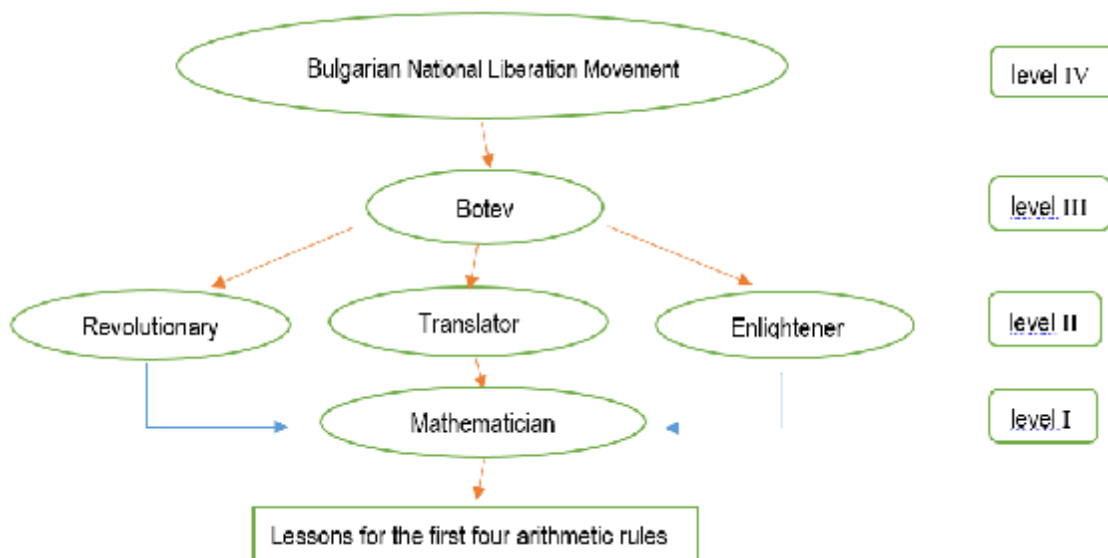 Bulgarian National Liberation Movement
level IV
Botev
level III
Revolutionary
Translator
Enlightener
level II
Mathematician
level I
Lessons for the first four arithmetic rules